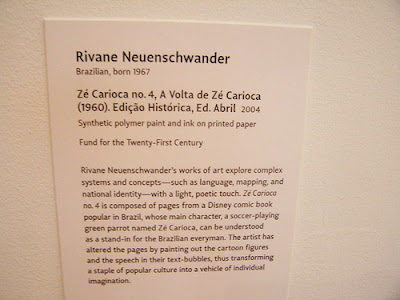 Rivane Neuenschwander
Brazilian, born 1967
Zé Carioca no. 4, A Volta de Zé Carioca
(1960). Edição Histórica, Ed. Abril 2004
Synthetic polymer paint and ink on printed paper
Fund for the Twenty-First Century
Rivane Neuenschwander's works of art explore complex
systems and concepts—such as language, mapping, and
national identity—with a light, poetic touch. Zé Carioca
no. 4 is composed of pages from a Disney comic book
popular in Brazil, whose main character, a soccer-playing
green parrot named Zé Carioca, can be understood
as a stand-in for the Brazilian everyman. The artist has
altered the pages by painting out the cartoon figures
and the speech in their text-bubbles, thus transforming
a staple of popular culture into a vehicle of individual
imagination.